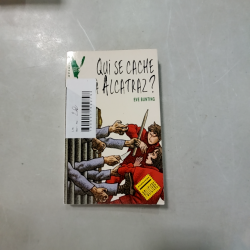 QUI SE CACHE
À ALCATRAZ ?
EVE BUNTING